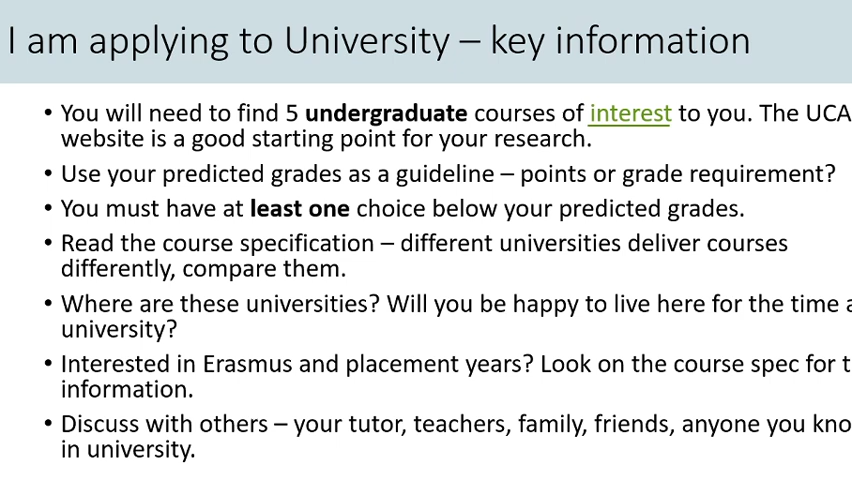 I am applying to University – key information
• You will need to find 5 undergraduate courses of interest to you. The UCA
website is a good starting point for your research.
• Use your predicted grades as a guideline – points or grade requirement?
• You must have at least one choice below your predicted grades.
• Read the course specification – different universities deliver courses
differently, compare them.
• Where are these universities? Will you be happy to live here for the time a
university?
• Interested in Erasmus and placement years? Look on the course spec for t
information.
• Discuss with others – your tutor, teachers, family, friends, anyone you kno
in university.